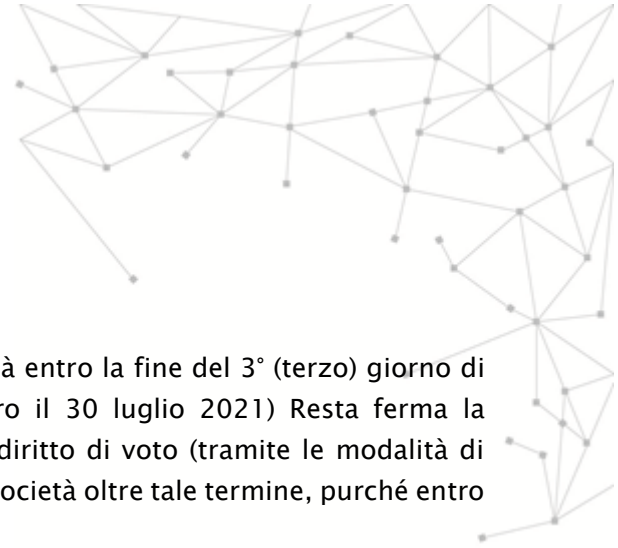 à entro la fine del 3° (terzo) giorno di
ro il 30 luglio 2021) Resta ferma la
diritto di voto (tramite le modalità di
ocietà oltre tale termine, purché entro